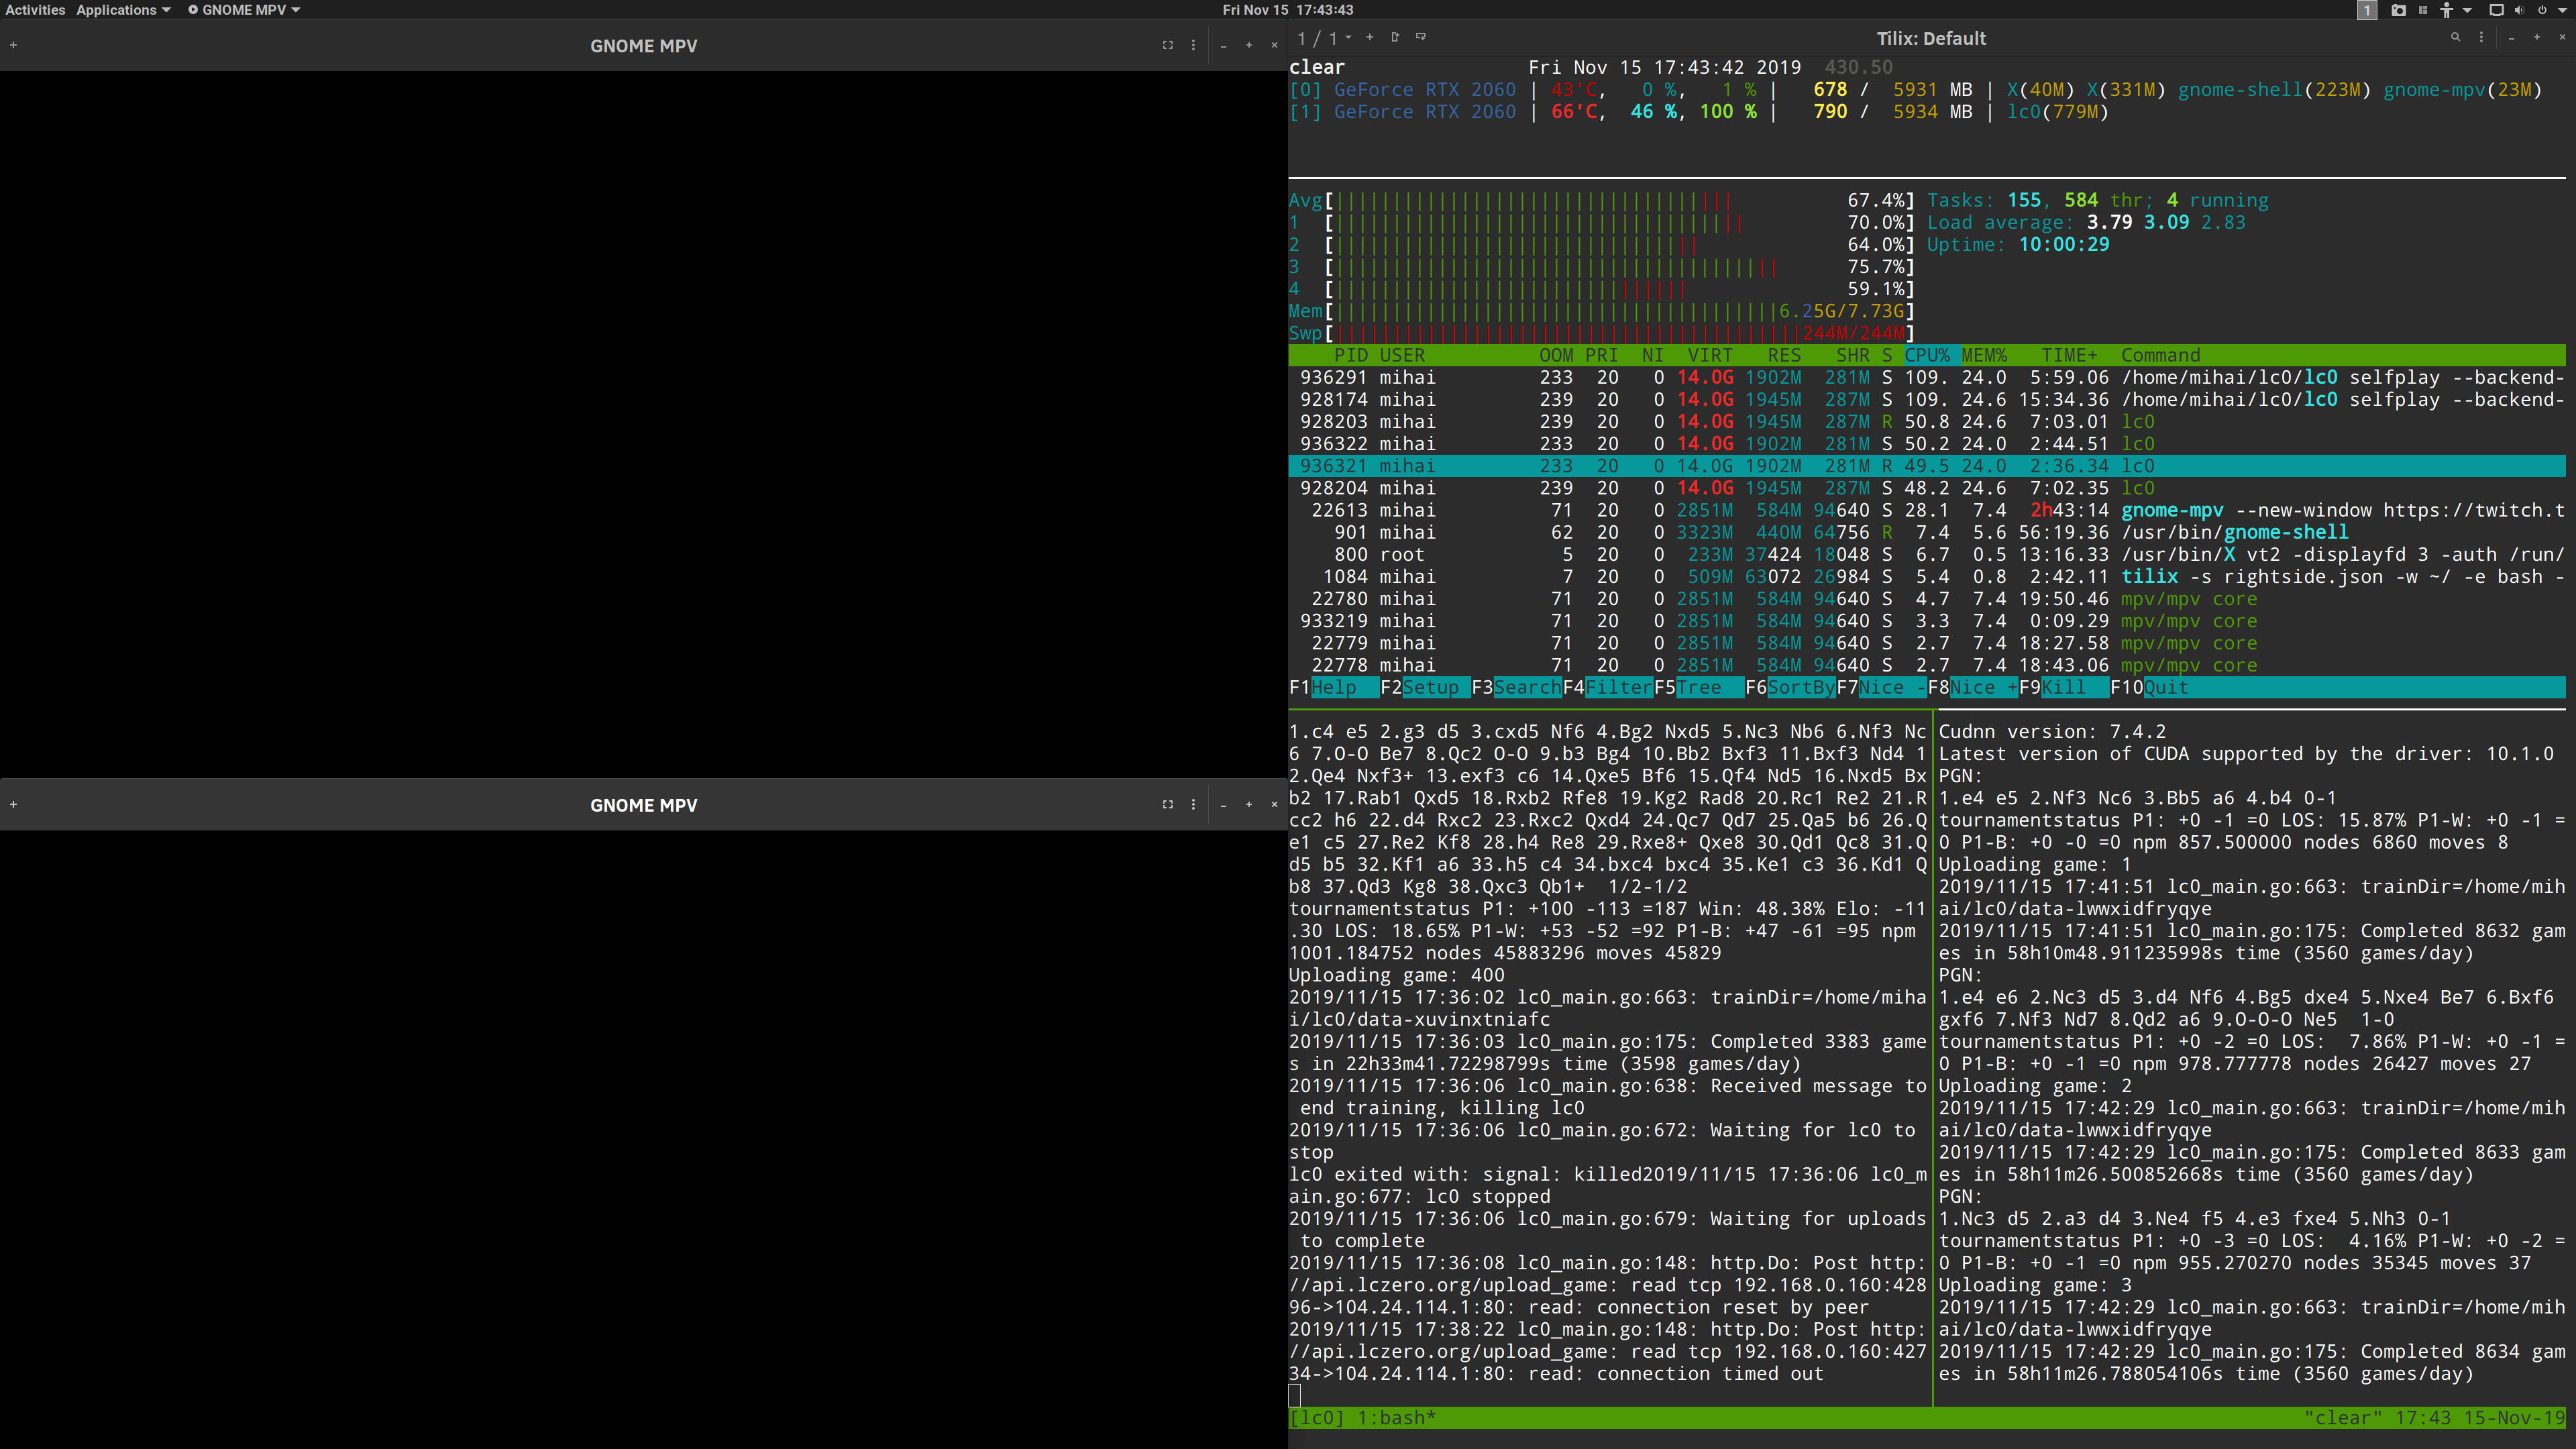 Activities Applications GNOME MPV Fri Nov 15 17:43:43 1
GNOME MPV
1 / 1 Tilix: Default
clear Fri Nov 15 17:43:42 2019 430.50
[0] GeForce RTX 2060 | 43'C, 0 %, 1 % | 678 / 5931 MB | X(40M) X(331M) gnome-shell(223M) gnome-mpv(23M)
[1] GeForce RTX 2060 | 66'C, 46 %, 100 % | 790 / 5934 MB | lc0(779M)
Avg[ 67.4%] Tasks: 155, 584 thr; 4 running
1 [ 70.0%] Load average: 3.79 3.09 2.83
2 [ 64.0%] Uptime: 10:00:29
3 [ 75.7%]
4 [ 59.1%]
Mem[ 6.25G/7.73G]
Swp[ 244M/244M]
PID USER OOM PRI NI VIRT RES SHR S CPU% MEM% TIME+ Command
936291 mihai 233 20 0 14.0G 1902M 281M S 109. 24.0 5:59.06 /home/mihai/lc0/lc0 selfplay --backend-
928174 mihai 239 20 0 14.0G 1945M 287M S 109. 24.6 15:34.36 /home/mihai/lc0/lc0 selfplay --backend-
928203 mihai 239 20 0 14.0G 1945M 287M R 50.8 24.6 7:03.01 lc0
936322 mihai 233 20 0 14.0G 1902M 281M S 50.2 24.0 2:44.51 lc0
936321 mihai 233 20 0 14.0G 1902M 281M R 49.5 24.0 2:36.34 lc0
928204 mihai 239 20 0 14.0G 1945M 287M S 48.2 24.6 7:02.35 lc0
22613 mihai 71 20 0 2851M 584M 94640 S 28.1 7.4 2h43:14 gnome-mpv --new-window https://twitch.t
901 mihai 62 20 0 3323M 440M 64756 R 7.4 5.6 56:19.36 /usr/bin/gnome-shell
800 root 5 20 0 233M 37424 18048 S 6.7 0.5 13:16.33 /usr/bin/X vt2 -displayfd 3 -auth /run/
1084 mihai 7 20 0 509M 63072 26984 S 5.4 0.8 2:42.11 tilix -s rightside.json -w ~/ -e bash -
22780 mihai 71 20 0 2851M 584M 94640 S 4.7 7.4 19:50.46 mpv/mpv core
933219 mihai 71 20 0 2851M 584M 94640 S 3.3 7.4 0:09.29 mpv/mpv core
22779 mihai 71 20 0 2851M 584M 94640 S 2.7 7.4 18:27.58 mpv/mpv core
22778 mihai 71 20 0 2851M 584M 94640 S 2.7 7.4 18:43.06 mpv/mpv core
F1Help F2Setup F3SearchF4FilterF5Tree F6SortByF7Nice -F8Nice +F9Kill F10Quit
GNOME MPV
1.c4 e5 2.g3 d5 3.cxd5 Nf6 4.Bg2 Nxd5 5.Nc3 Nb6 6.Nf3 Nc
6 7.O-O Be7 8.Qc2 O-O 9.b3 Bg4 10.Bb2 Bxf3 11.Bxf3 Nd4 1
2.Qe4 Nxf3+ 13.exf3 c6 14.Qxe5 Bf6 15.Qf4 Nd5 16.Nxd5 Bx
b2 17.Rab1 Qxd5 18.Rxb2 Rfe8 19.Kg2 Rad8 20.Rc1 Re2 21.R
cc2 h6 22.d4 Rxc2 23.Rxc2 Qxd4 24.Qc7 Qd7 25.Qa5 b6 26.Q
e1 c5 27.Re2 Kf8 28.h4 Re8 29.Rxe8+ Qxe8 30.Qd1 Qc8 31.Q
d5 b5 32.Kf1 a6 33.h5 c4 34.bxc4 bxc4 35.Ke1 c3 36.Kd1 Q
b8 37.Qd3 Kg8 38.Qxc3 Qb1+ 1/2-1/2
tournamentstatus P1: +100 -113 =187 Win: 48.38% Elo: -11
.30 LOS: 18.65% P1-W: +53 -52 =92 P1-B: +47 -61 =95 npm
1001.184752 nodes 45883296 moves 45829
Uploading game: 400
2019/11/15 17:36:02 lc0_main.go:663: trainDir=/home/miha
i/lc0/data-xuvinxtniafc
2019/11/15 17:36:03 lc0_main.go:175: Completed 3383 game
s in 22h33m41.72298799s time (3598 games/day)
2019/11/15 17:36:06 lc0_main.go:638: Received message to
end training, killing lc0
2019/11/15 17:36:06 lc0_main.go:672: Waiting for lc0 to
stop
lc0 exited with: signal: killed2019/11/15 17:36:06 lc0_m
ain.go:677: lc0 stopped
2019/11/15 17:36:06 lc0_main.go:679: Waiting for uploads
to complete
2019/11/15 17:36:08 lc0_main.go:148: http.Do: Post http:
//api.lczero.org/upload_game: read tcp 192.168.0.160:428
96->104.24.114.1:80: read: connection reset by peer
2019/11/15 17:38:22 lc0_main.go:148: http.Do: Post http:
//api.lczero.org/upload_game: read tcp 192.168.0.160:427
34->104.24.114.1:80: read: connection timed out
Cudnn version: 7.4.2
Latest version of CUDA supported by the driver: 10.1.0
PGN:
1.e4 e5 2.Nf3 Nc6 3.Bb5 a6 4.b4 0-1
tournamentstatus P1: +0 -1 =0 LOS: 15.87% P1-W: +0 -1 =
0 P1-B: +0 -0 =0 npm 857.500000 nodes 6860 moves 8
Uploading game: 1
2019/11/15 17:41:51 lc0_main.go:663: trainDir=/home/mih
ai/lc0/data-lwwxidfryqye
2019/11/15 17:41:51 lc0_main.go:175: Completed 8632 gam
es in 58h10m48.911235998s time (3560 games/day)
PGN:
1.e4 e6 2.Nc3 d5 3.d4 Nf6 4.Bg5 dxe4 5.Nxe4 Be7 6.Bxf6
gxf6 7.Nf3 Nd7 8.Qd2 a6 9.O-O-O Ne5 1-0
tournamentstatus P1: +0 -2 =0 LOS: 7.86% P1-W: +0 -1 =
0 P1-B: +0 -1 =0 npm 978.777778 nodes 26427 moves 27
Uploading game: 2
2019/11/15 17:42:29 lc0_main.go:663: trainDir=/home/mih
ai/lc0/data-lwwxidfryqye
2019/11/15 17:42:29 lc0_main.go:175: Completed 8633 gam
es in 58h11m26.500852668s time (3560 games/day)
PGN:
1.Nc3 d5 2.a3 d4 3.Ne4 f5 4.e3 fxe4 5.Nh3 0-1
tournamentstatus P1: +0 -3 =0 LOS: 4.16% P1-W: +0 -2 =
0 P1-B: +0 -1 =0 npm 955.270270 nodes 35345 moves 37
Uploading game: 3
2019/11/15 17:42:29 lc0_main.go:663: trainDir=/home/mih
ai/lc0/data-lwwxidfryqye
2019/11/15 17:42:29 lc0_main.go:175: Completed 8634 gam
es in 58h11m26.788054106s time (3560 games/day)
[lc0] 1:bash* "clear" 17:43 15-Nov-19